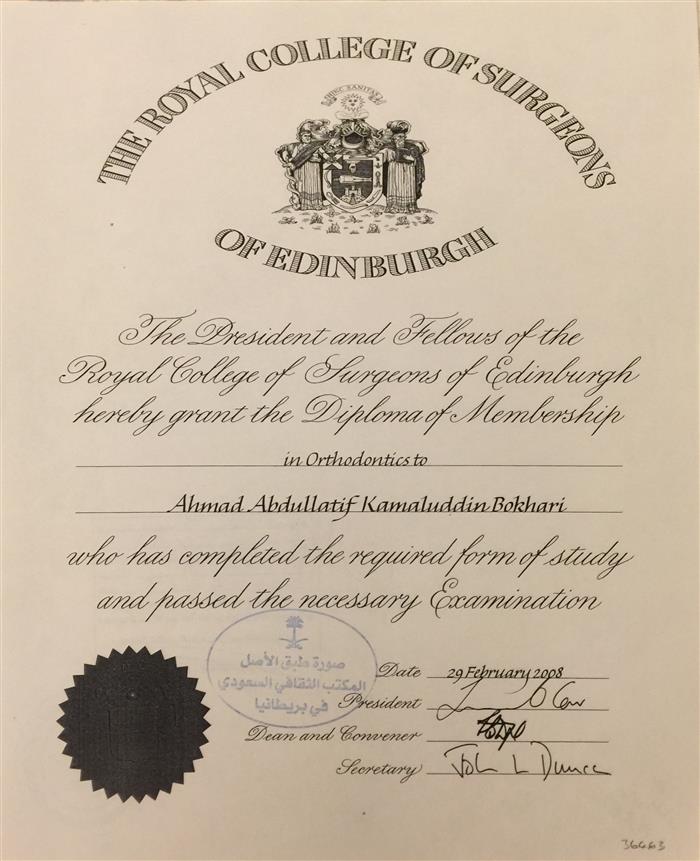 THE ROYAL COLLEGE OF SURGEONS
HINC SANITAS
OF EDINBURGH
The President and Fellows of the
Royal College of Surgeons of Edinburgh
hereby grant the Diploma of Membership
in Orthodontics to
Ahmad Abdullatif Kamaluddin Bokhari
who has completed the required form of study
and passed the necessary Examination
صورة طبق الأصل
المكتب الثقافي السعودي
في بريطانيا
Date 29 February 2008
President
Dean and Convener
Secretary John L Duncan
36463